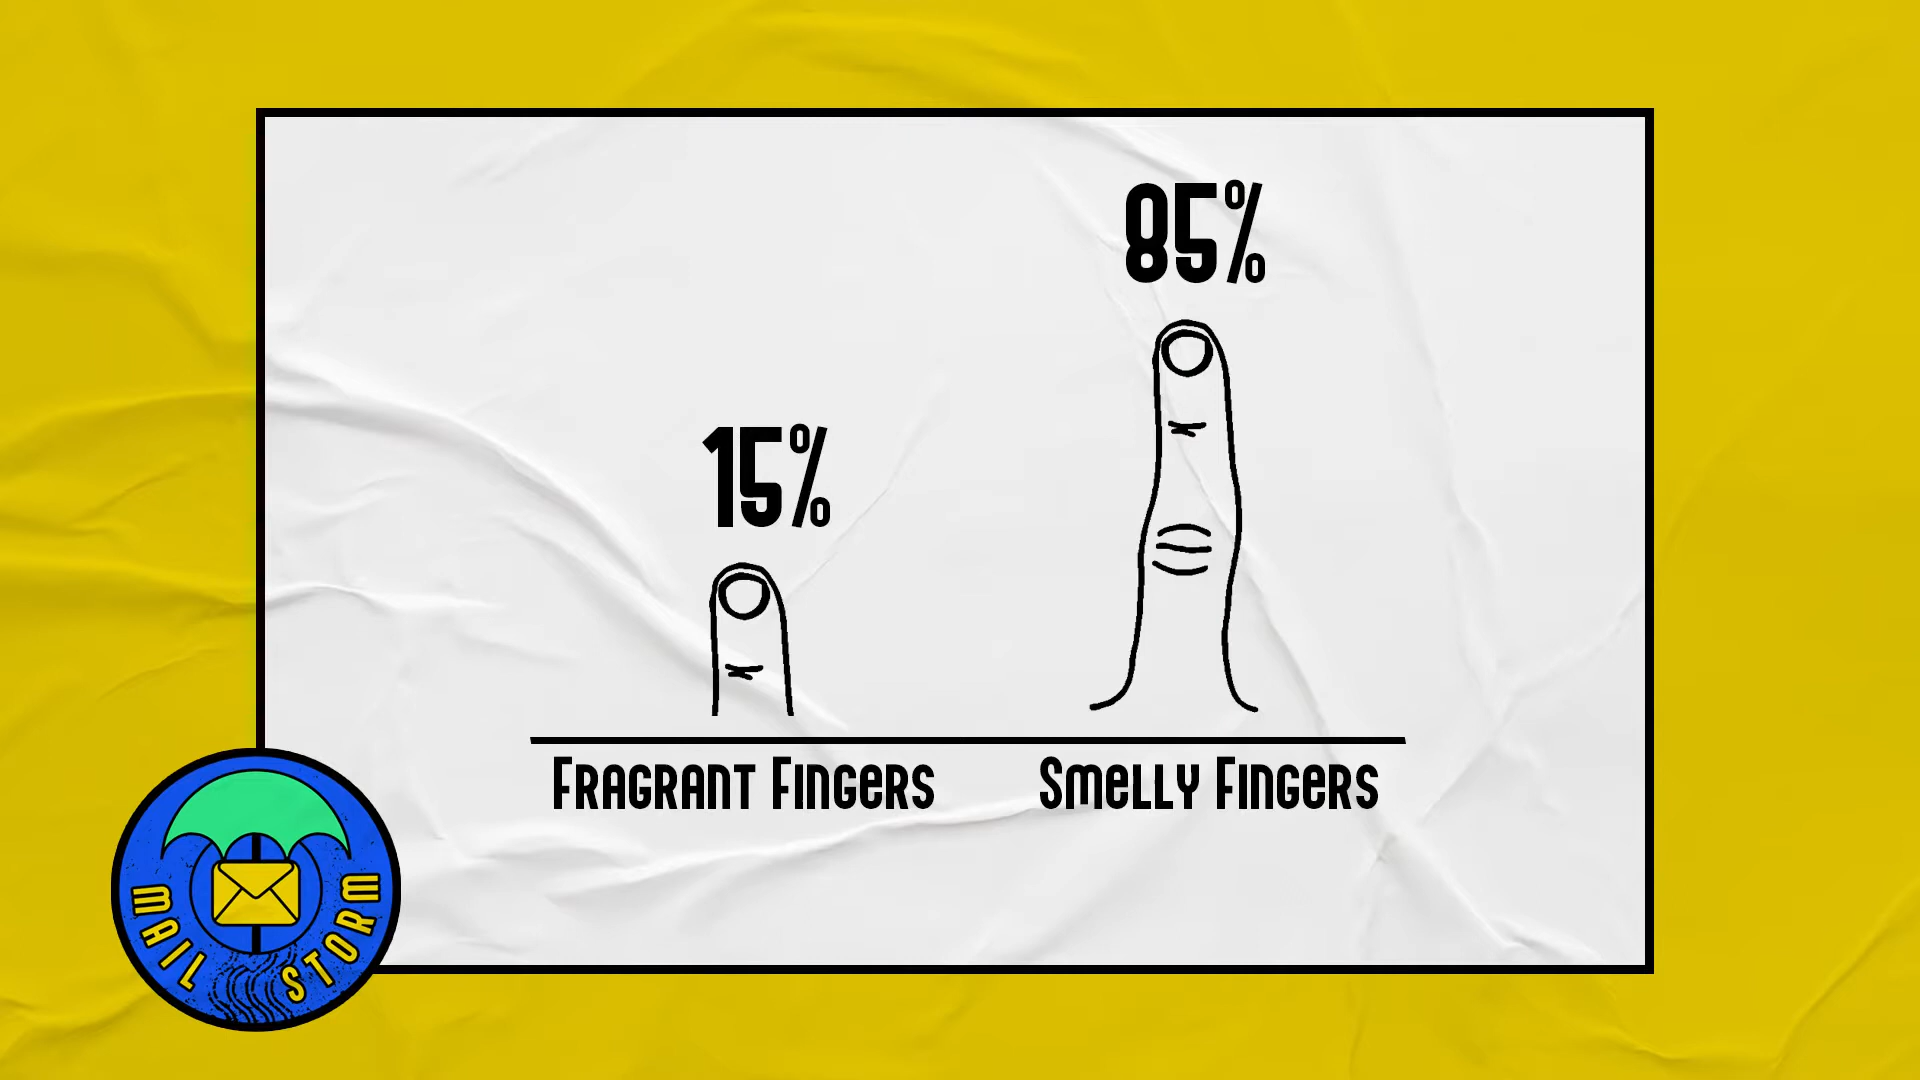 85%
15%
Fragrant Fingers
Smelly Fingers
MAIL STORM